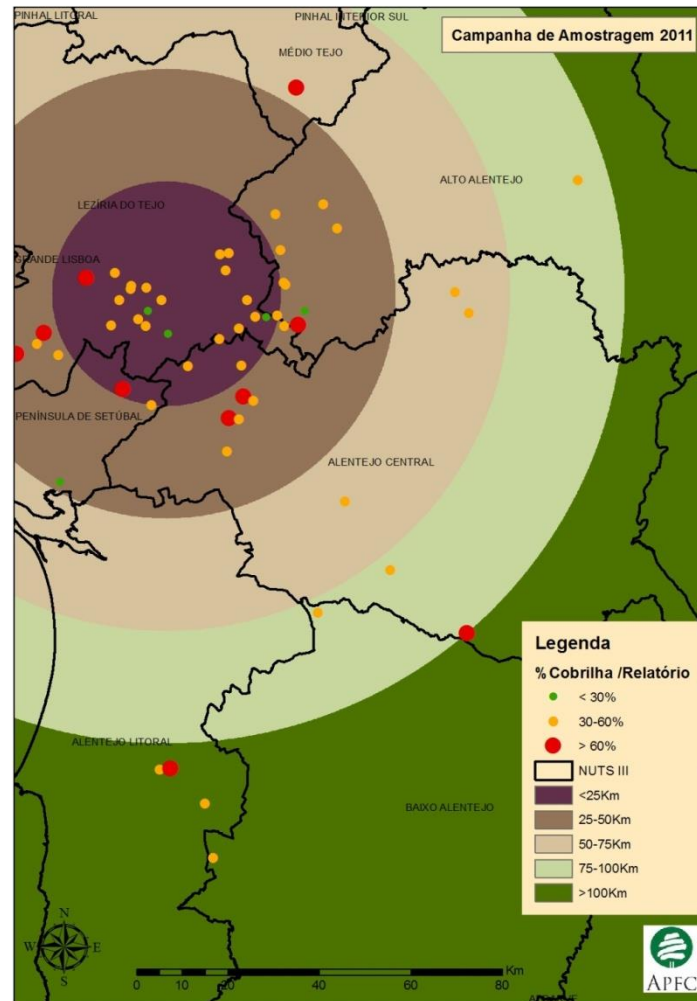 PINHAL LITORAL
PINHAL INTERIOR SUL
Campanha de Amostragem 2011
MÉDIO TEJO
ALTO ALENTEJO
LEZÍRIA DO TEJO
GRANDE LISBOA
PENÍNSULA DE SETÚBAL
ALENTEJO CENTRAL
ALENTEJO LITORAL
BAIXO ALENTEJO
Legenda
% Cobrilha /Relatório
< 30%
30-60%
> 60%
NUTS III
<25Km
25-50Km
50-75Km
75-100Km
>100Km
N
W E
S
Km
0 10 20 40 60 80
APFC